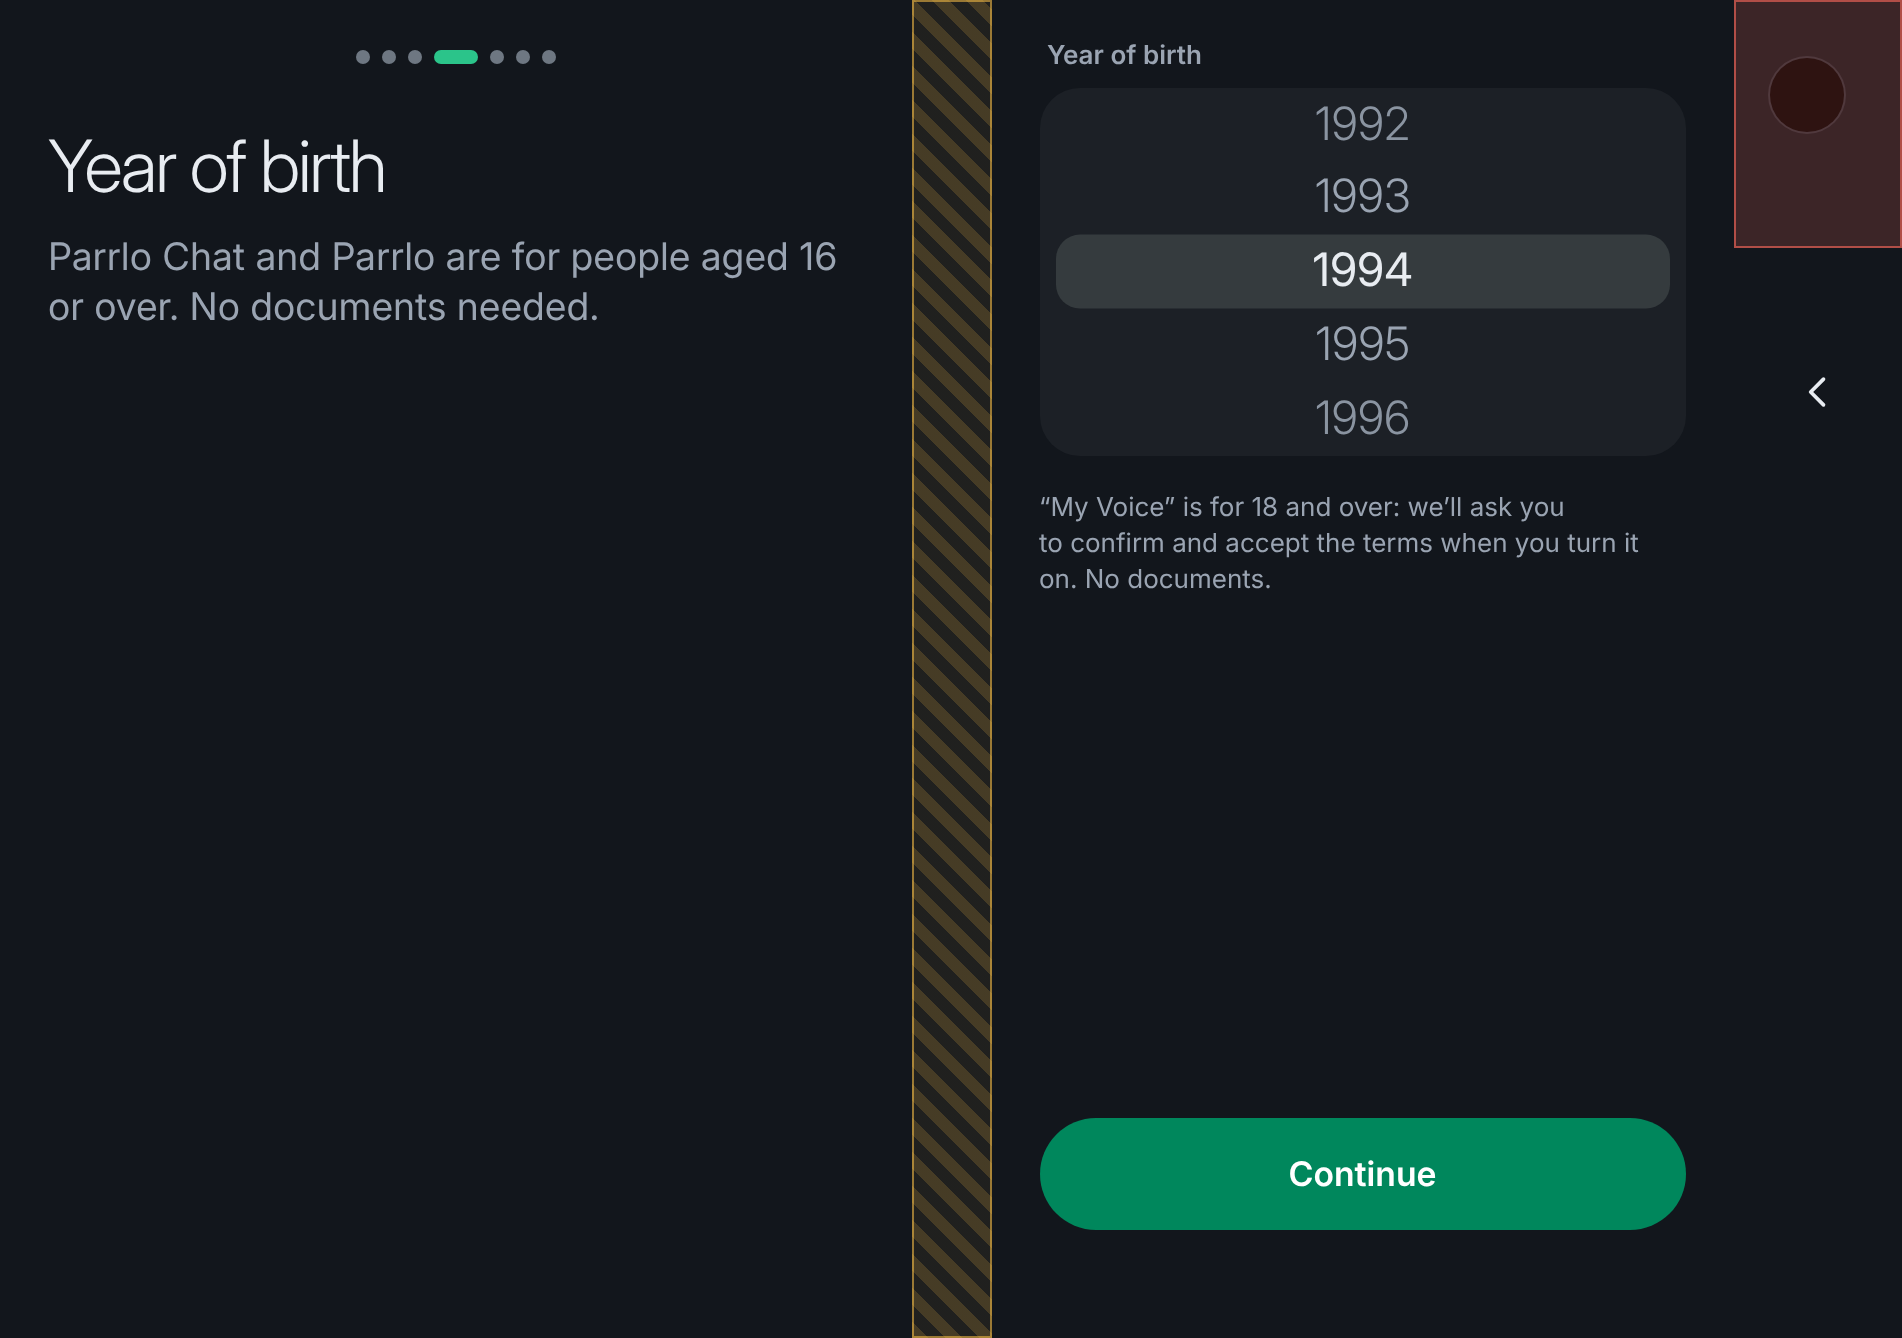 Year of birth
Parrlo Chat and Parrlo are for people aged 16
or over. No documents needed.
Year of birth
1992
1993
1994
1995
1996
“My Voice” is for 18 and over: we’ll ask you
to confirm and accept the terms when you turn it
on. No documents.
Continue